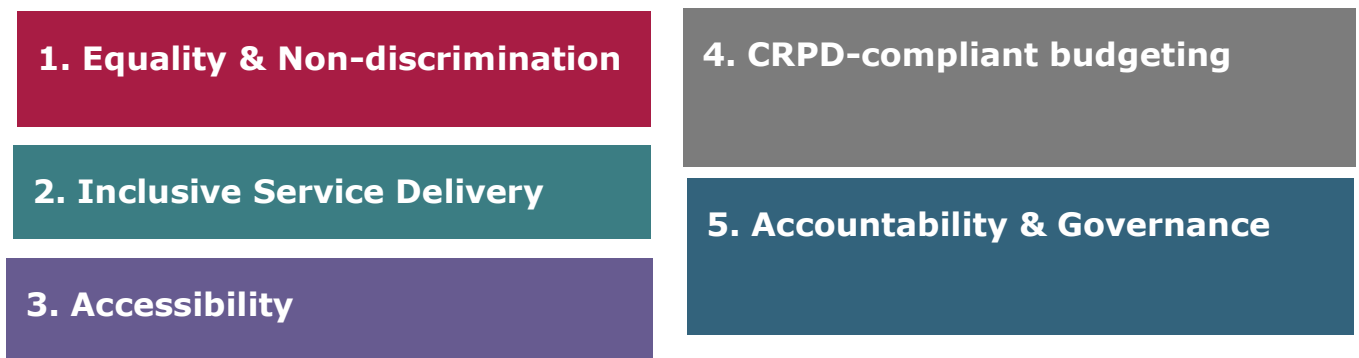 1. Equality & Non-discrimination
2. Inclusive Service Delivery
3. Accessibility
4. CRPD-compliant budgeting
5. Accountability & Governance